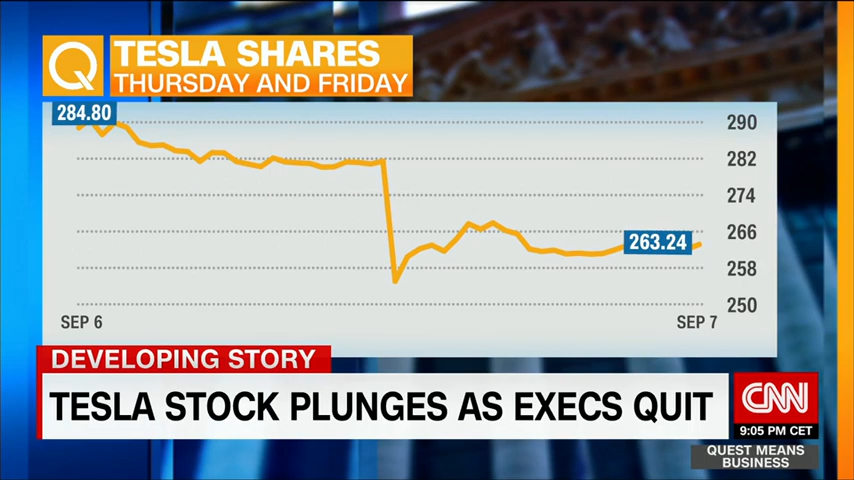 Q
TESLA SHARES
THURSDAY AND FRIDAY
284.80
290
282
274
266
263.24
258
250
SEP 6
SEP 7
DEVELOPING STORY
TESLA STOCK PLUNGES AS EXECS QUIT
CNN
9:05 PM CET
QUEST MEANS
BUSINESS